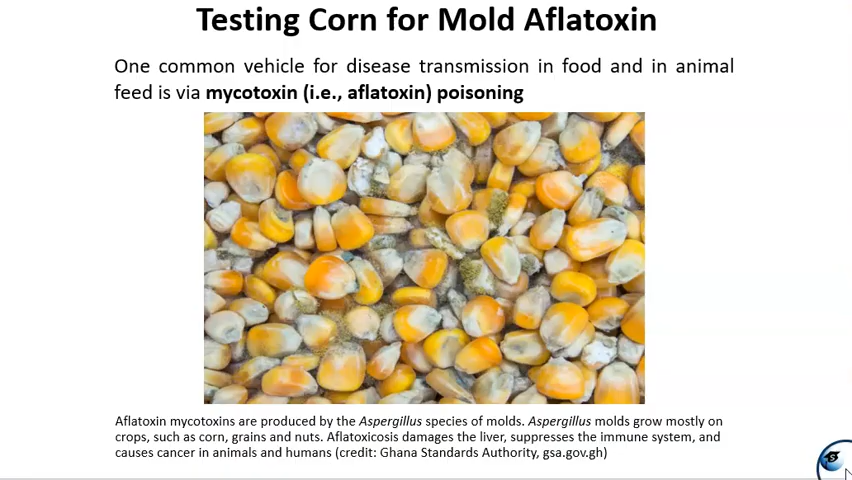 Testing Corn for Mold Aflatoxin
One common vehicle for disease transmission in food and in animal
feed is via mycotoxin (i.e., aflatoxin) poisoning
Aflatoxin mycotoxins are produced by the Aspergillus species of molds. Aspergillus molds grow mostly on
crops, such as corn, grains and nuts. Aflatoxicosis damages the liver, suppresses the immune system, and
causes cancer in animals and humans (credit: Ghana Standards Authority, gsa.gov.gh)